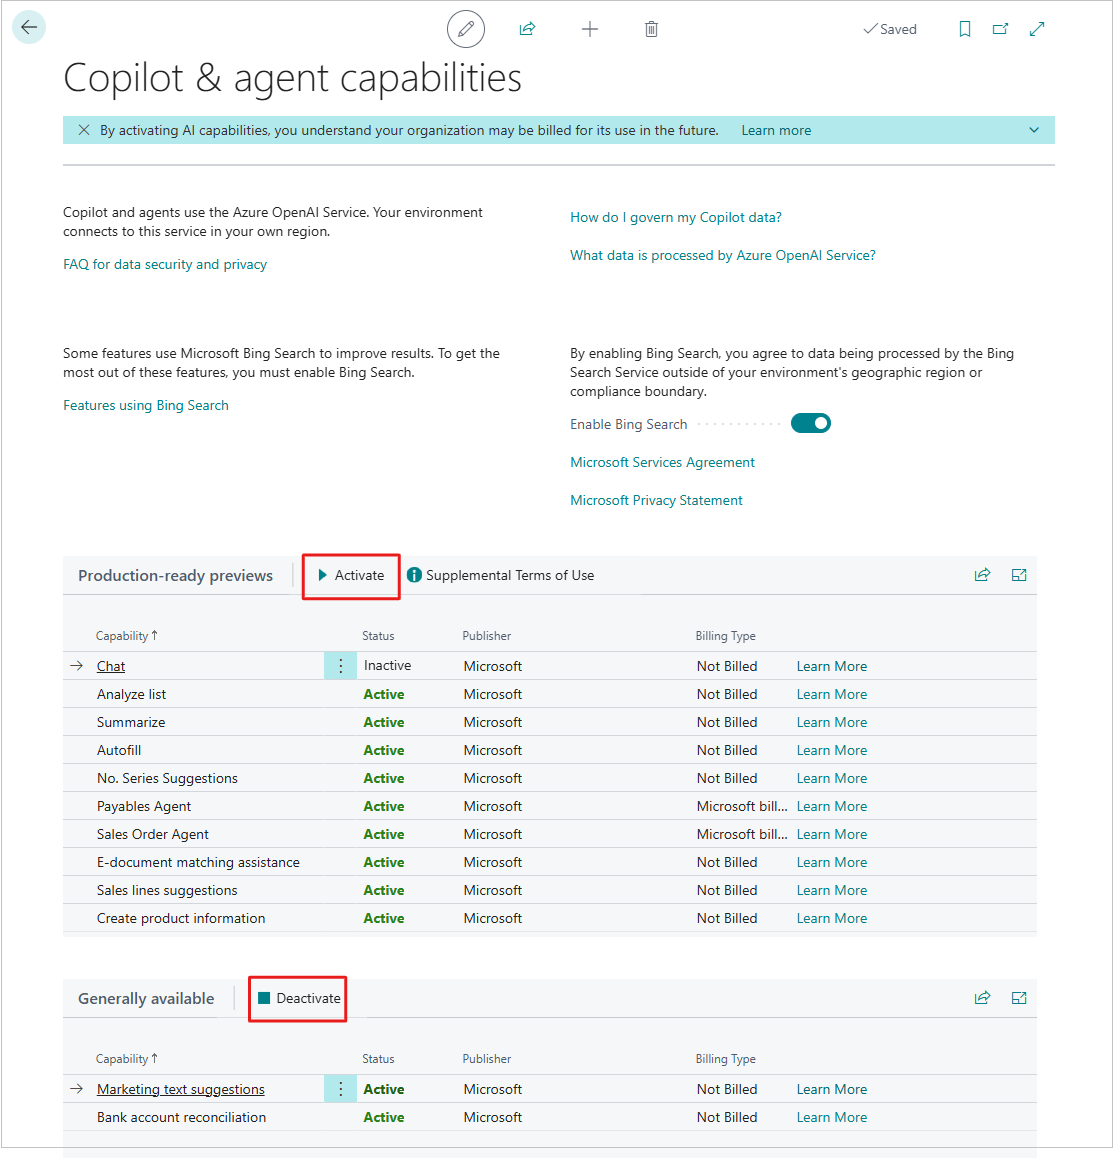 Saved
Copilot & agent capabilities
By activating AI capabilities, you understand your organization may be billed for its use in the future. Learn more
Copilot and agents use the Azure OpenAI Service. Your environment
connects to this service in your own region.
FAQ for data security and privacy
How do I govern my Copilot data?
What data is processed by Azure OpenAI Service?
Some features use Microsoft Bing Search to improve results. To get the
most out of these features, you must enable Bing Search.
Features using Bing Search
By enabling Bing Search, you agree to data being processed by the Bing
Search Service outside of your environment's geographic region or
compliance boundary.
Enable Bing Search
Microsoft Services Agreement
Microsoft Privacy Statement
Production-ready previews Activate Supplemental Terms of Use
Capability↑ Status Publisher Billing Type
Chat Inactive Microsoft Not Billed Learn More
Analyze list Active Microsoft Not Billed Learn More
Summarize Active Microsoft Not Billed Learn More
Autofill Active Microsoft Not Billed Learn More
No. Series Suggestions Active Microsoft Not Billed Learn More
Payables Agent Active Microsoft Microsoft bill... Learn More
Sales Order Agent Active Microsoft Microsoft bill... Learn More
E-document matching assistance Active Microsoft Not Billed Learn More
Sales lines suggestions Active Microsoft Not Billed Learn More
Create product information Active Microsoft Not Billed Learn More
Generally available Deactivate
Capability↑ Status Publisher Billing Type
Marketing text suggestions Active Microsoft Not Billed Learn More
Bank account reconciliation Active Microsoft Not Billed Learn More